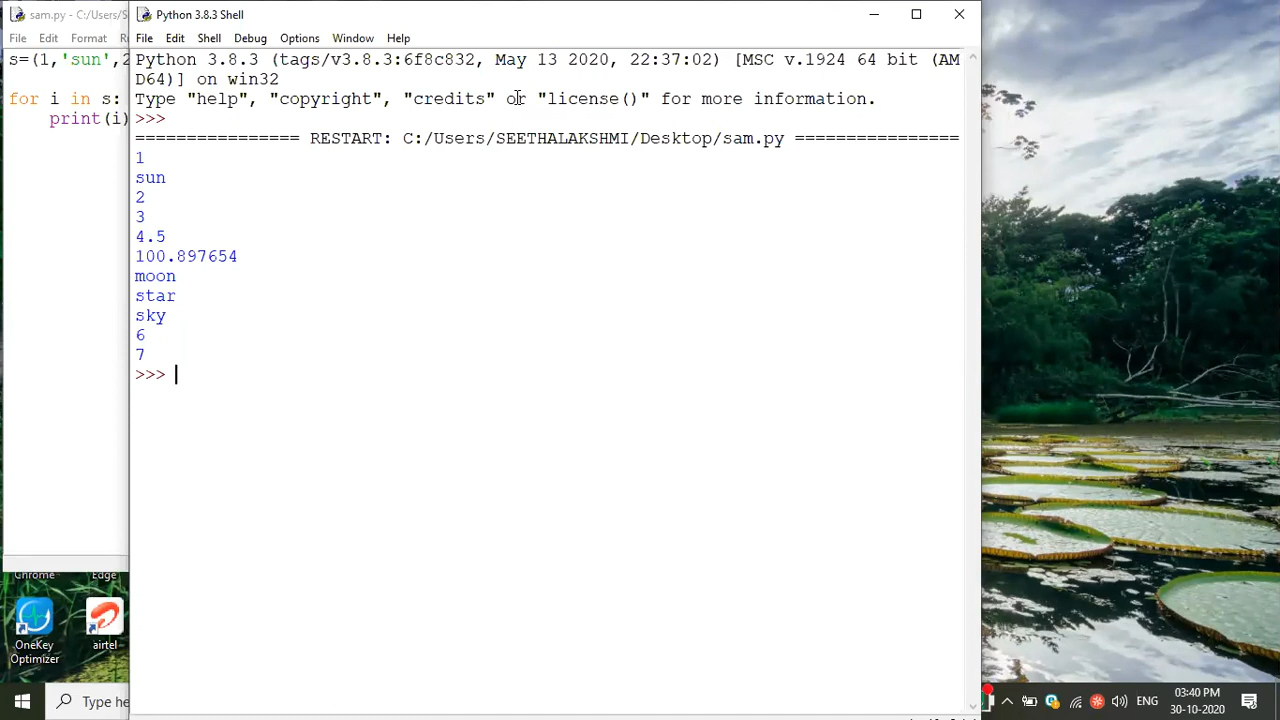 sam.py - C:/Users/S
File Edit Format
s=(1,'sun',2
for i in s:
print(i)
Python 3.8.3 Shell
File Edit Shell Debug Options Window Help
Python 3.8.3 (tags/v3.8.3:6f8c832, May 13 2020, 22:37:02) [MSC v.1924 64 bit (AM
D64)] on win32
Type "help", "copyright", "credits" or "license()" for more information.
>>>
=============== RESTART: C:/Users/SEETHALAKSHMI/Desktop/sam.py ================
1
sun
2
3
4.5
100.897654
moon
star
sky
6
7
>>>
Chrome
Edge
OneKey
Optimizer
airtel
Type he
ENG
03:40 PM
30-10-2020